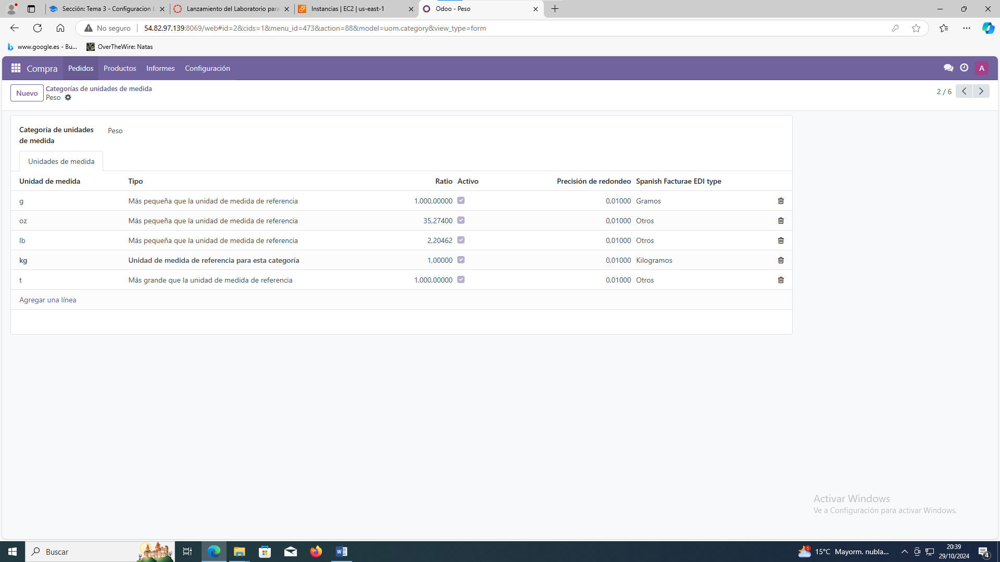 Sección: Tema 3 - Configuracion b
Lanzamiento del Laboratorio para
Instancias | EC2 | us-east-1
Odoo - Peso
No seguro
54.82.97.139:8069/web#id=2&cids=1&menu_id=473&action=88&model=uom.category&view_type=form
www.google.es - Bu...
OverTheWire: Natas
Compra
Pedidos
Productos
Informes
Configuración
A
Nuevo
Categorías de unidades de medida
Peso
2 / 6
Categoría de unidades
de medida
Peso
Unidades de medida
Unidad de medida Tipo Ratio Activo Precisión de redondeo Spanish Facturae EDI type
g Más pequeña que la unidad de medida de referencia 1.000,00000 0,01000 Gramos
oz Más pequeña que la unidad de medida de referencia 35,27400 0,01000 Otros
lb Más pequeña que la unidad de medida de referencia 2,20462 0,01000 Otros
kg Unidad de medida de referencia para esta categoría 1,00000 0,01000 Kilogramos
t Más grande que la unidad de medida de referencia 1.000,00000 0,01000 Otros
Agregar una línea
Activar Windows
Ve a Configuración para activar Windows.
Buscar
1
15°C Mayorm. nubla...
20:39
29/10/2024
4